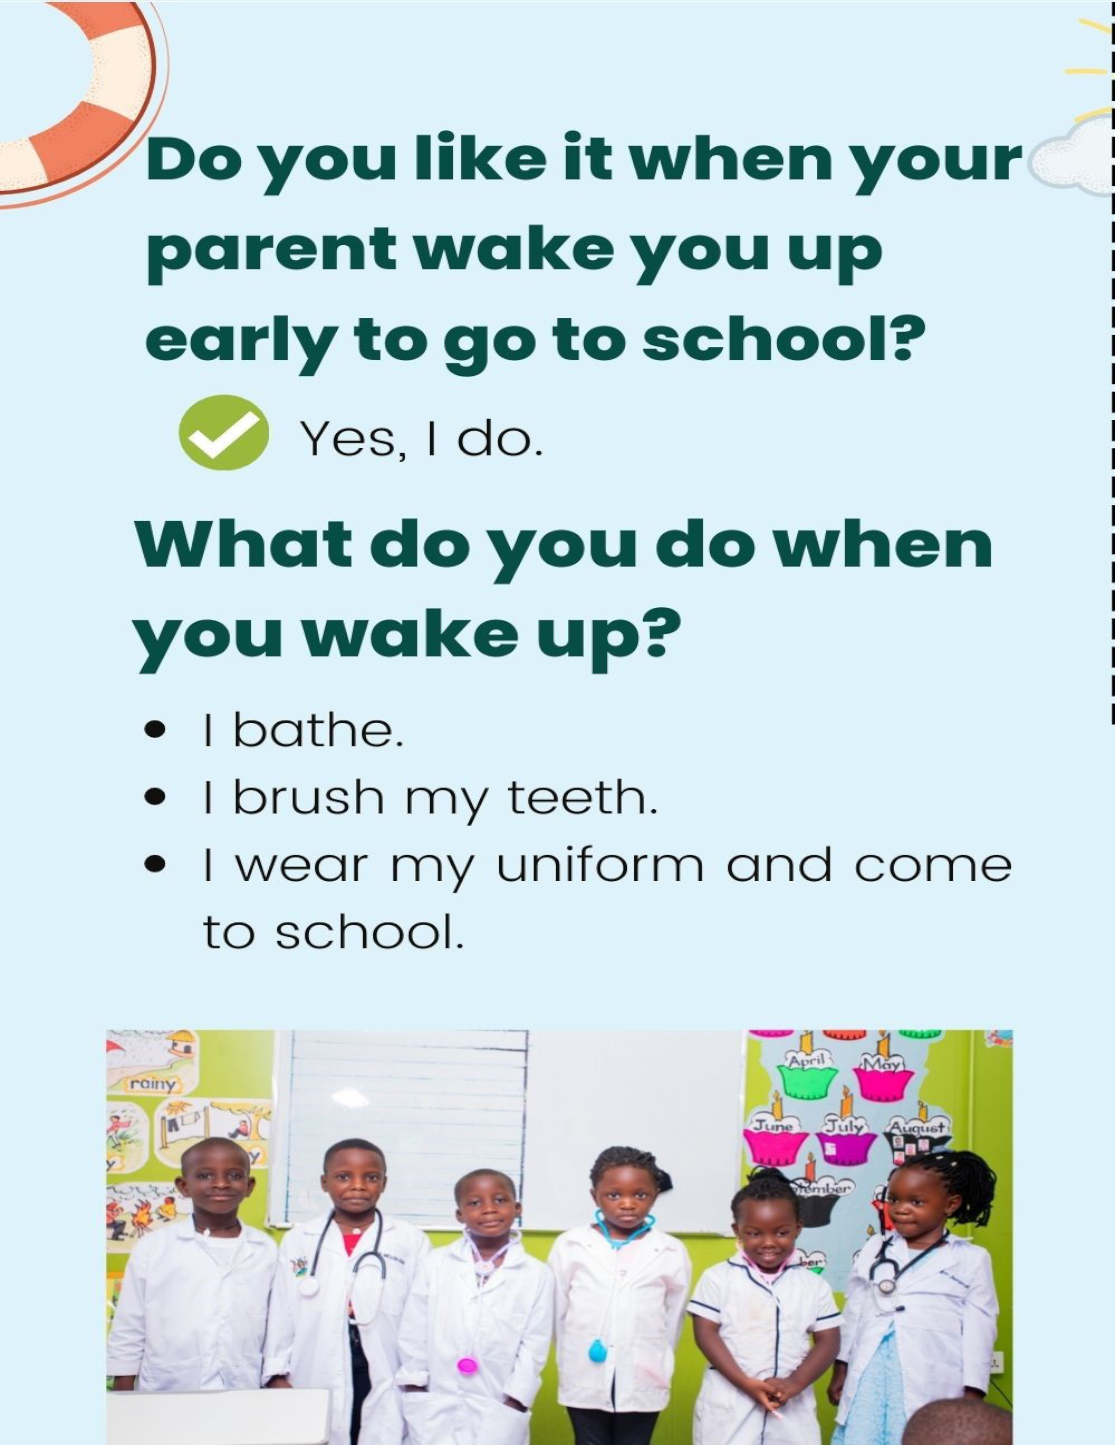 Do you like it when your
parent wake you up
early to go to school?
Yes, I do.
What do you do when
you wake up?
• I bathe.
• I brush my teeth.
• I wear my uniform and come
to school.
rainy
April
May
June
July
August